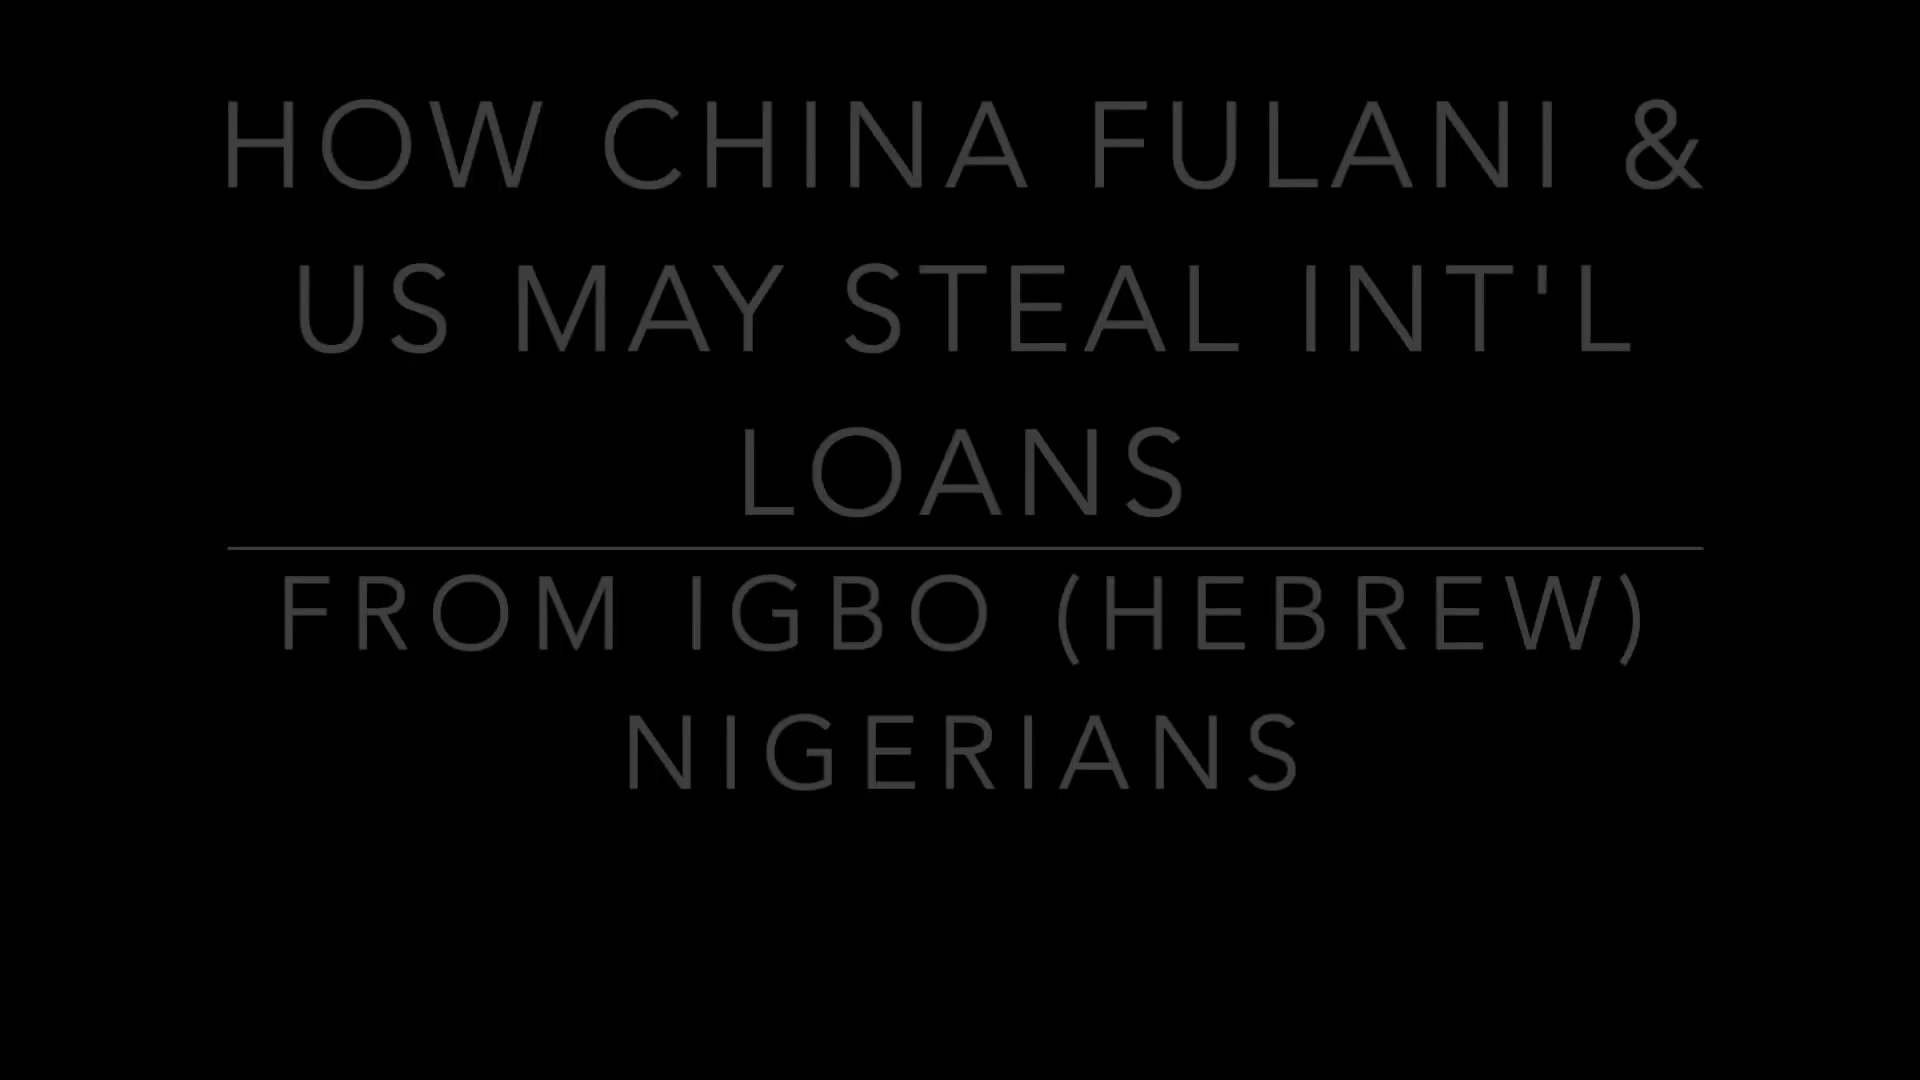 HOW CHINA FULANI &
US MAY STEAL INT'L
LOANS
FROM IGBO (HEBREW)
NIGERIANS